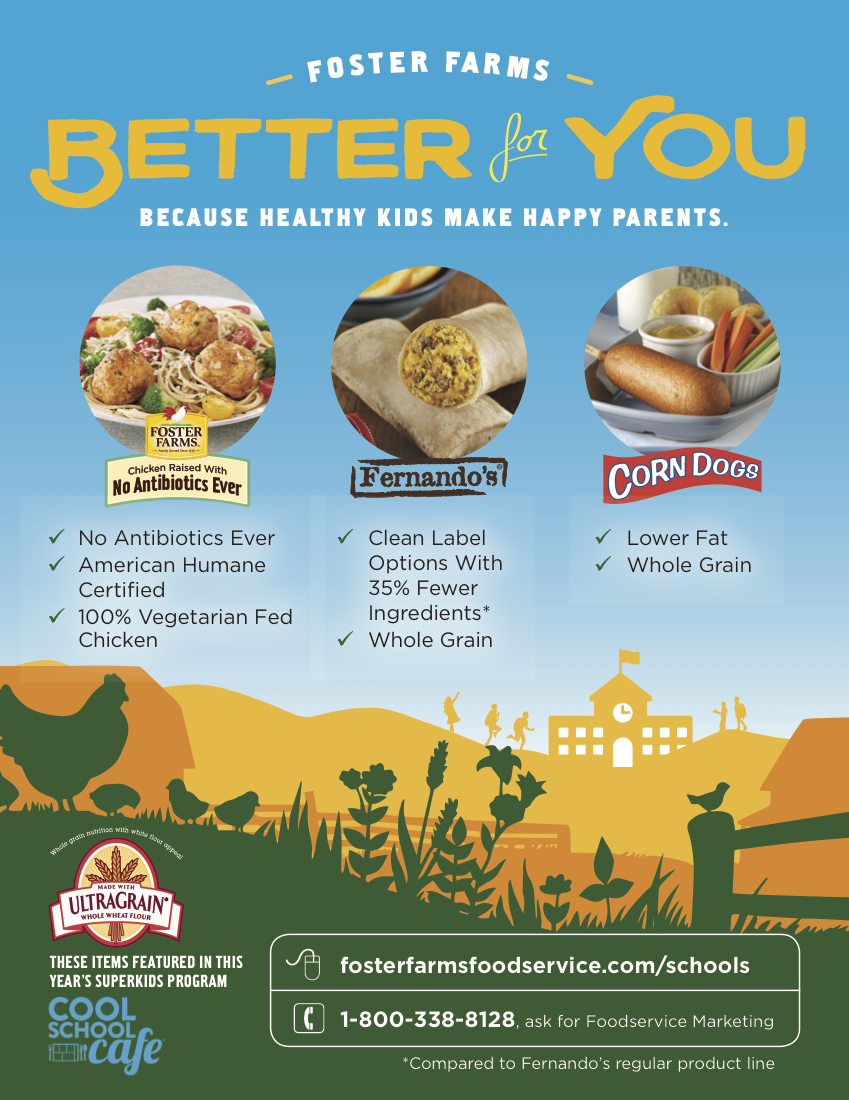 FOSTER FARMS
BETTER for YOU
BECAUSE HEALTHY KIDS MAKE HAPPY PARENTS.
FOSTER
FARMS.
Chicken Raised With
No Antibiotics Ever
✓ No Antibiotics Ever
✓ American Humane
Certified
✓ 100% Vegetarian Fed
Chicken
Fernando's®
✓ Clean Label
Options With
35% Fewer
Ingredients*
✓ Whole Grain
CORN DOGS
✓ Lower Fat
✓ Whole Grain
Whole grain nutrition with white flour appeal
MADE WITH
ULTRAGRAIN®
WHOLE WHEAT FLOUR
THESE ITEMS FEATURED IN THIS
YEAR'S SUPERKIDS PROGRAM
COOL
SCHOOL
cafe
fosterfarmsfoodservice.com/schools
1-800-338-8128, ask for Foodservice Marketing
*Compared to Fernando's regular product line